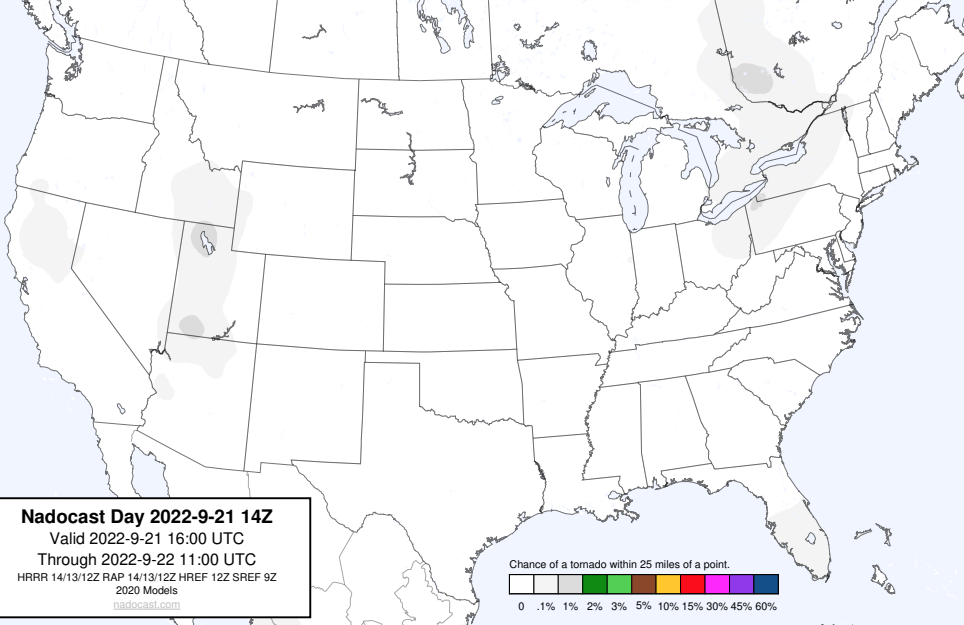 Nadocast Day 2022-9-21 14Z
Valid 2022-9-21 16:00 UTC
Through 2022-9-22 11:00 UTC
HRRR 14/13/12Z RAP 14/13/12Z HREF 12Z SREF 9Z
2020 Models
nadocast.com
Chance of a tornado within 25 miles of a point.
0 .1% 1% 2% 3% 5% 10% 15% 30% 45% 60%